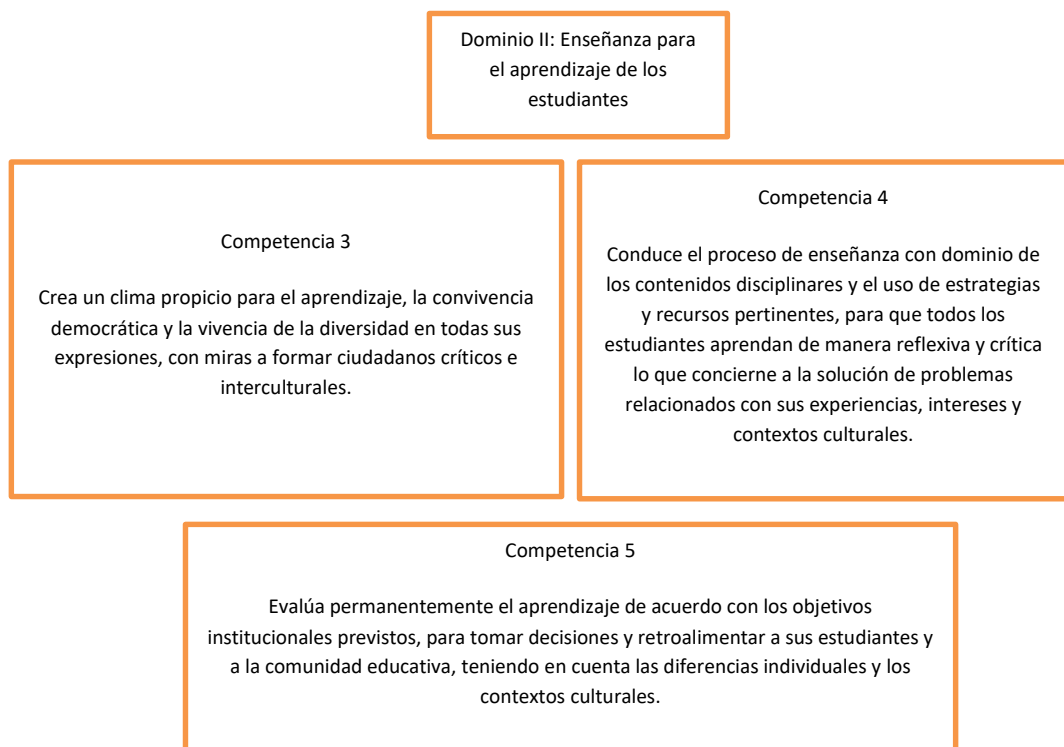 Dominio II: Enseñanza para
el aprendizaje de los
estudiantes
Competencia 3
Crea un clima propicio para el aprendizaje, la convivencia
democrática y la vivencia de la diversidad en todas sus
expresiones, con miras a formar ciudadanos críticos e
interculturales.
Competencia 4
Conduce el proceso de enseñanza con dominio de
los contenidos disciplinares y el uso de estrategias
y recursos pertinentes, para que todos los
estudiantes aprendan de manera reflexiva y crítica
lo que concierne a la solución de problemas
relacionados con sus experiencias, intereses y
contextos culturales.
Competencia 5
Evalúa permanentemente el aprendizaje de acuerdo con los objetivos
institucionales previstos, para tomar decisiones y retroalimentar a sus estudiantes y
a la comunidad educativa, teniendo en cuenta las diferencias individuales y los
contextos culturales.